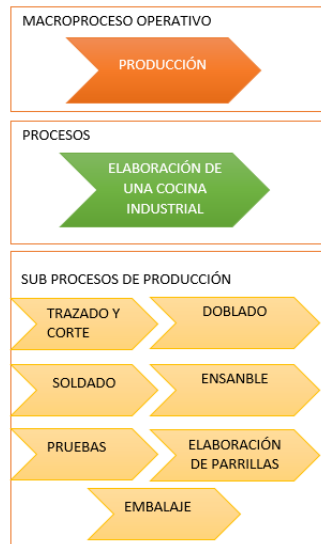 MACROPROCESO OPERATIVO
PRODUCCIÓN
PROCESOS
ELABORACIÓN DE
UNA COCINA
INDUSTRIAL
SUB PROCESOS DE PRODUCCIÓN
TRAZADO Y
CORTE
DOBLADO
SOLDADO
ENSANBLE
PRUEBAS
ELABORACIÓN
DE PARRILLAS
EMBALAJE